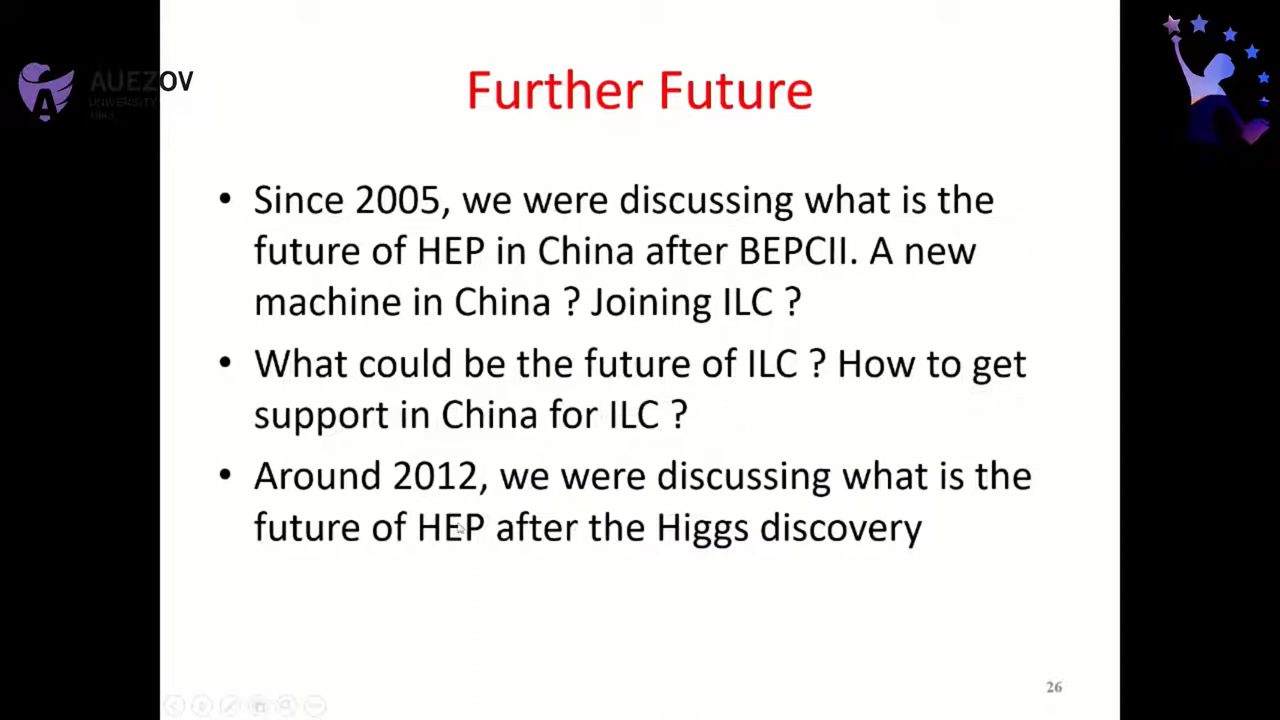 AUEZOV
UNIVERSITY
Further Future
• Since 2005, we were discussing what is the
future of HEP in China after BEPCII. A new
machine in China ? Joining ILC ?
• What could be the future of ILC ? How to get
support in China for ILC ?
• Around 2012, we were discussing what is the
future of HEP after the Higgs discovery
26